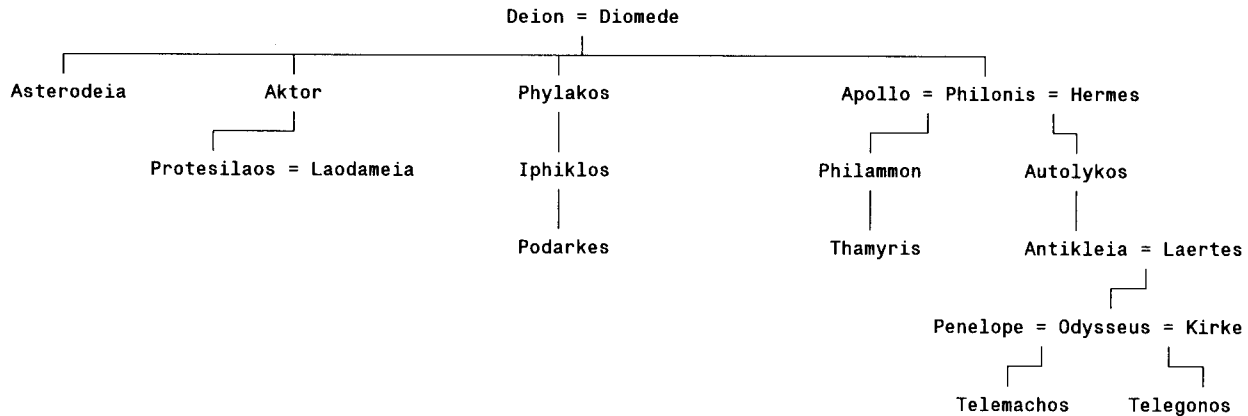 Deion = Diomede
Asterodeia Aktor Phylakos Apollo = Philonis = Hermes
Protesilaos = Laodameia Iphiklos Philammon Autolykos
Podarkes Thamyris Antikleia = Laertes
Penelope = Odysseus = Kirke
Telemachos Telegonos